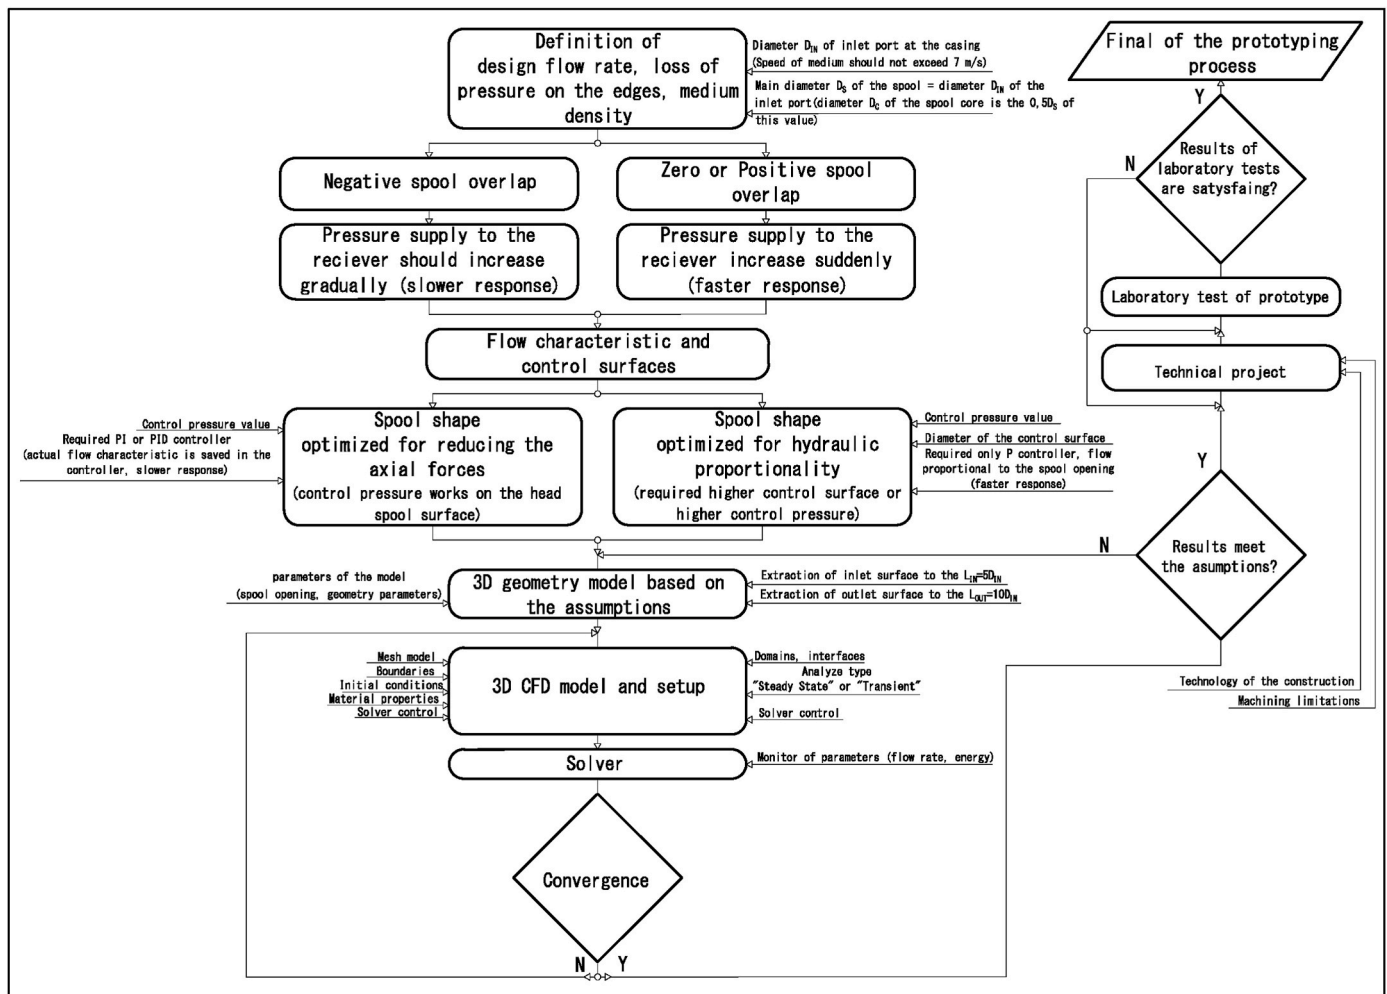 Definition of
design flow rate, loss of
pressure on the edges, medium
density
Diameter D_IN of inlet port at the casing
(Speed of medium should not exceed 7 m/s)
Main diameter D_S of the spool = diameter D_IN of the
inlet port(diameter D_C of the spool core is the 0,5D_S of
this value)
Negative spool overlap
Zero or Positive spool
overlap
Pressure supply to the
reciever should increase
gradually (slower response)
Pressure supply to the
reciever increase suddenly
(faster response)
Flow characteristic and
control surfaces
Control pressure value
Required PI or PID controller
(actual flow characteristic is saved in the
controller, slower response)
Spool shape
optimized for reducing the
axial forces
(control pressure works on the head
spool surface)
Spool shape
optimized for hydraulic
proportionality
(required higher control surface or
higher control pressure)
Control pressure value
Diameter of the control surface
Required only P controller, flow
proportional to the spool opening
(faster response)
parameters of the model
(spool opening, geometry parameters)
3D geometry model based on
the assumptions
Extraction of inlet surface to the L_IN=5D_IN
Extraction of outlet surface to the L_OUT=10D_IN
Mesh model
Boundaries
Initial conditions
Material properties
Solver control
3D CFD model and setup
Domains, interfaces
Analyze type
"Steady State" or "Transient"
Solver control
Solver
Monitor of parameters (flow rate, energy)
Convergence
N
Y
Final of the prototyping
process
Y
N
Results of
laboratory tests
are satysfaing?
Laboratory test of prototype
Technical project
Y
N
Results meet
the asumptions?
Technology of the construction
Machining limitations